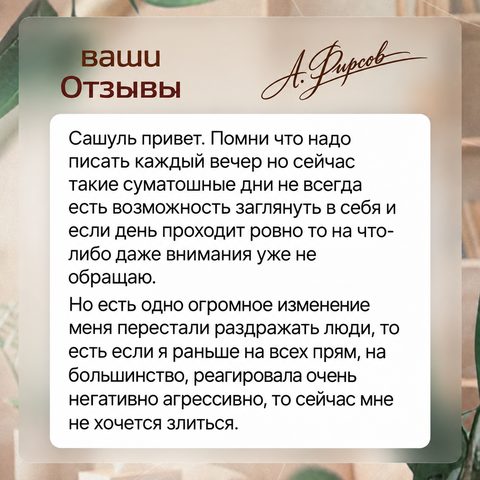 ваши
Отзывы
А. Фирсов
Сашуль привет. Помни что надо
писать каждый вечер но сейчас
такие суматошные дни не всегда
есть возможность заглянуть в себя и
если день проходит ровно то на что-
либо даже внимания уже не
обращаю.
Но есть одно огромное изменение
меня перестали раздражать люди, то
есть если я раньше на всех прям, на
большинство, реагировала очень
негативно агрессивно, то сейчас мне
не хочется злиться.